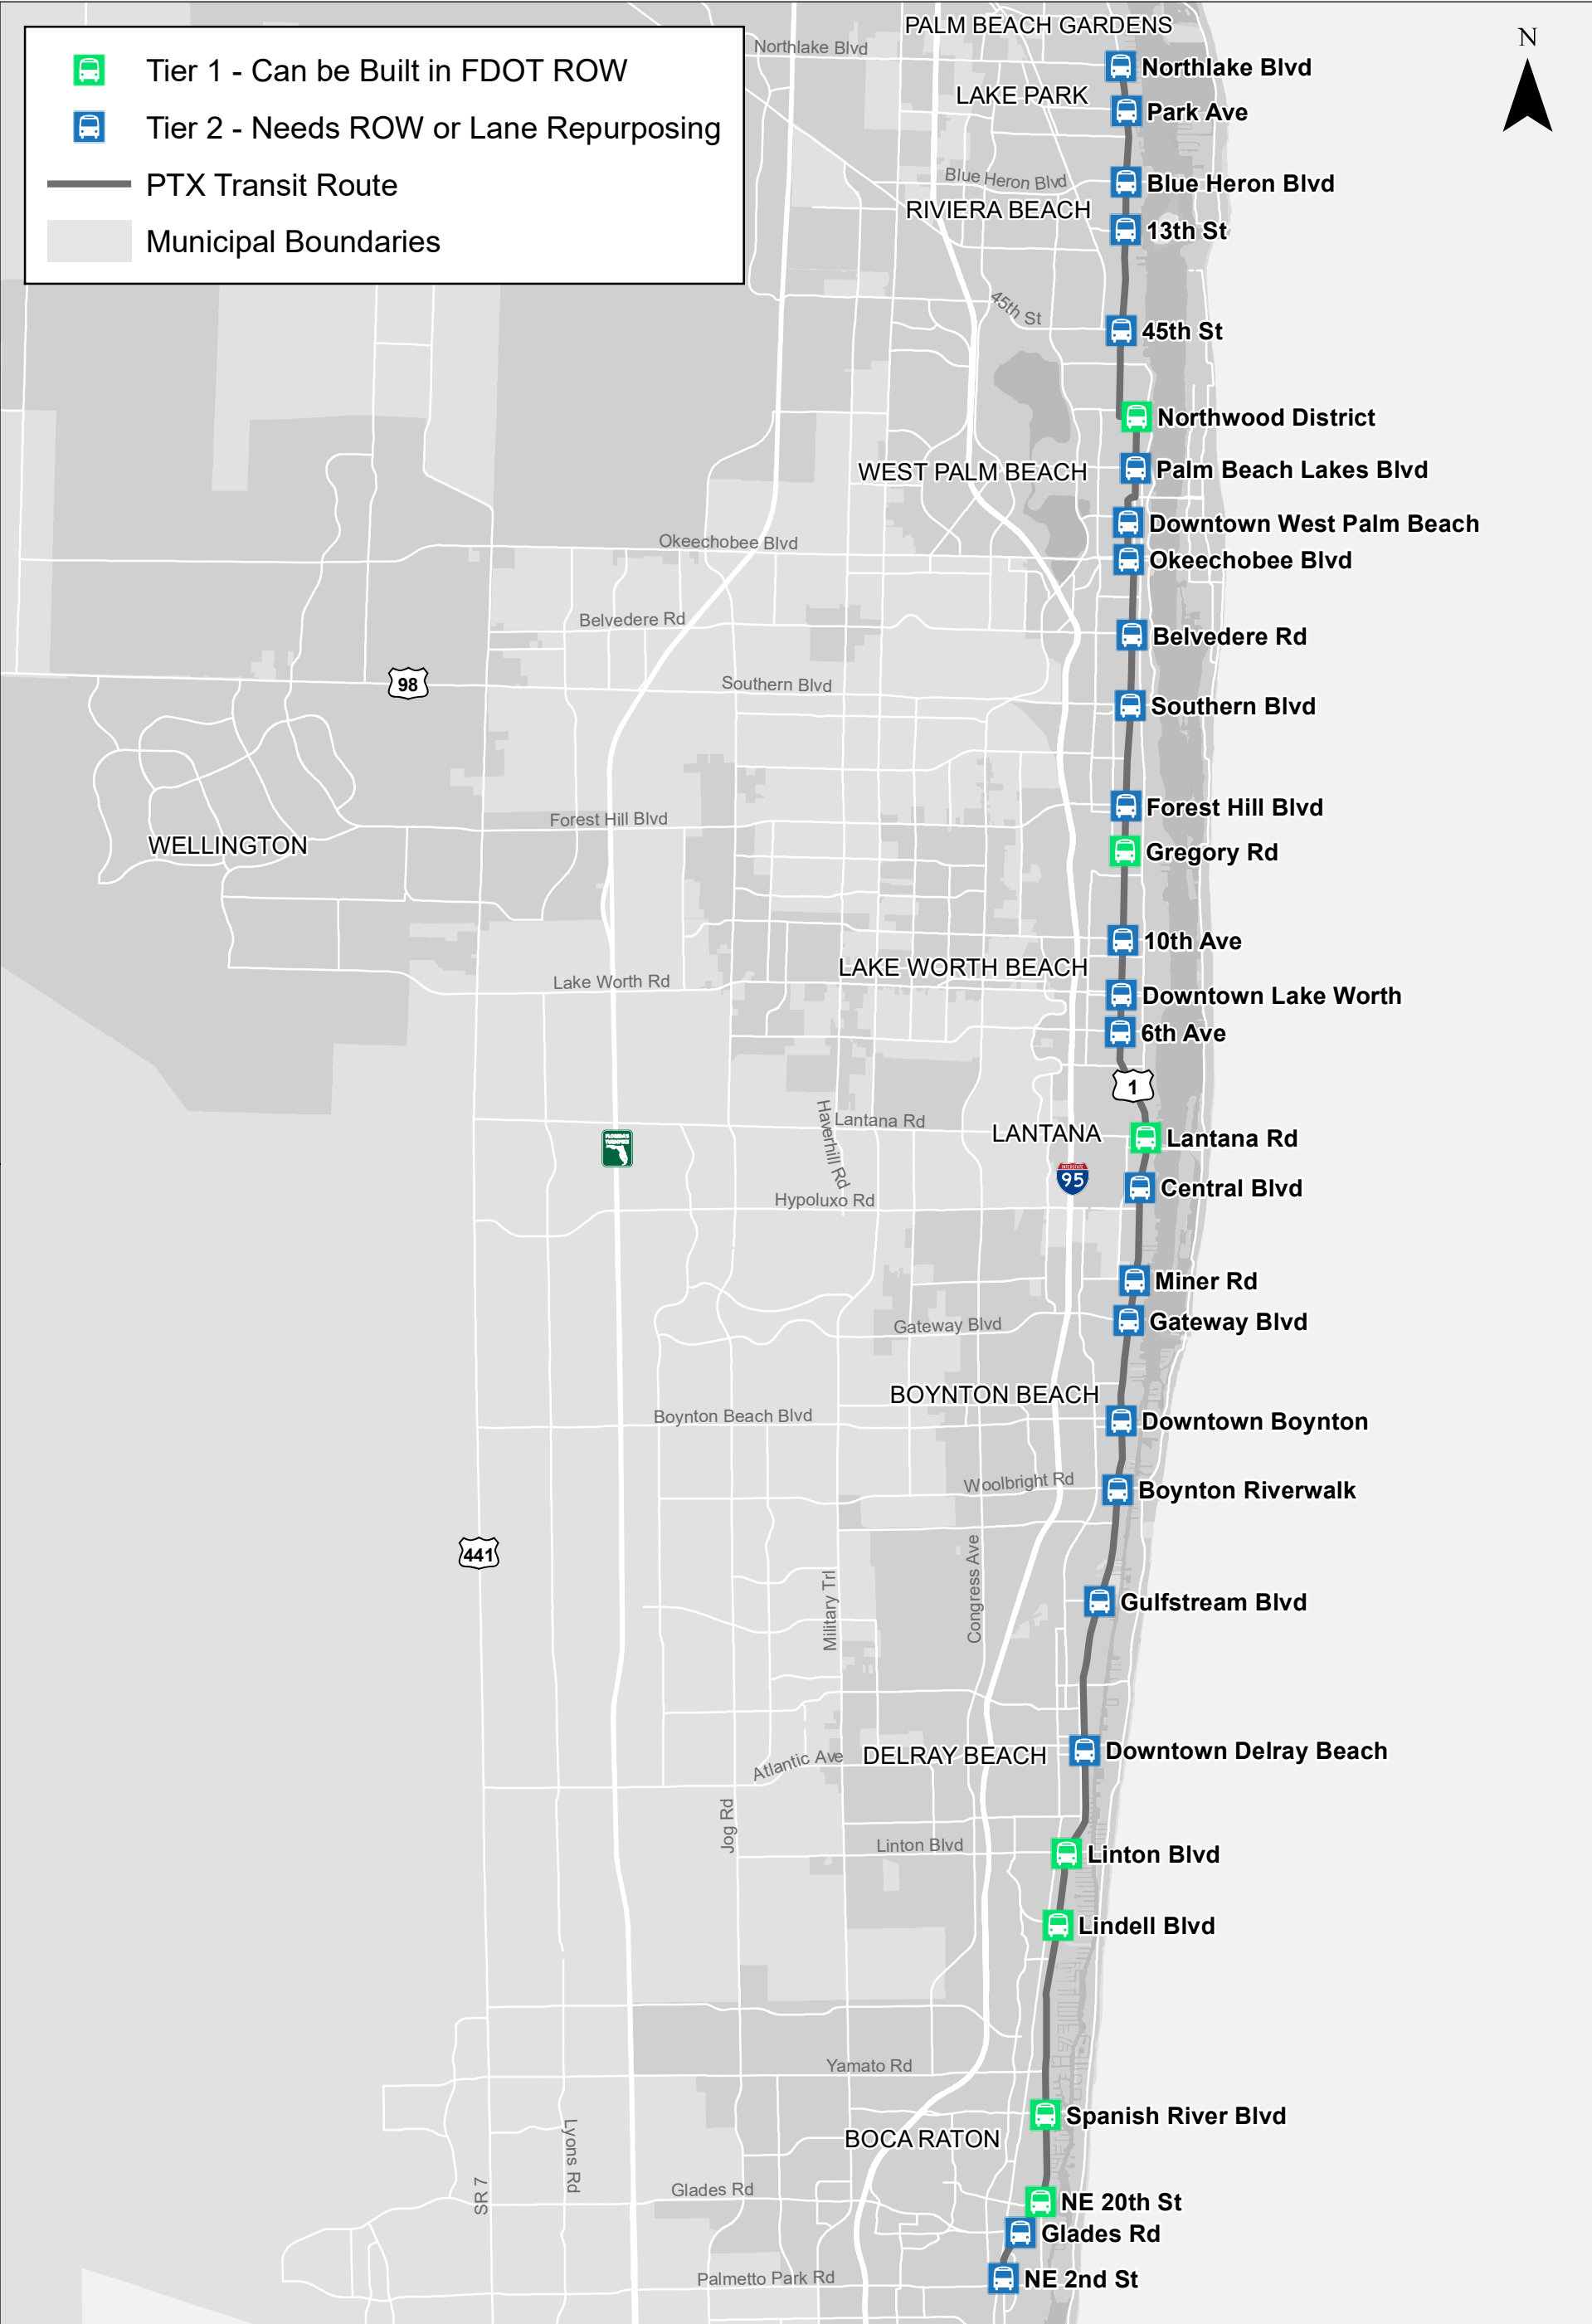 Tier 1 - Can be Built in FDOT ROW
Tier 2 - Needs ROW or Lane Repurposing
PTX Transit Route
Municipal Boundaries
N
PALM BEACH GARDENS
Northlake Blvd
Northlake Blvd
LAKE PARK
Park Ave
Blue Heron Blvd
Blue Heron Blvd
RIVIERA BEACH
13th St
45th St
45th St
Northwood District
WEST PALM BEACH
Palm Beach Lakes Blvd
Downtown West Palm Beach
Okeechobee Blvd
Okeechobee Blvd
Belvedere Rd
Belvedere Rd
98
Southern Blvd
Southern Blvd
Forest Hill Blvd
Forest Hill Blvd
WELLINGTON
Gregory Rd
10th Ave
LAKE WORTH BEACH
Lake Worth Rd
Downtown Lake Worth
6th Ave
1
Haverhill Rd
Lantana Rd
LANTANA
Lantana Rd
FLORIDA'S
TURNPIKE
INTERSTATE
95
Central Blvd
Hypoluxo Rd
Miner Rd
Gateway Blvd
Gateway Blvd
BOYNTON BEACH
Boynton Beach Blvd
Downtown Boynton
Woolbright Rd
Boynton Riverwalk
441
Military Trl
Congress Ave
Gulfstream Blvd
Atlantic Ave
DELRAY BEACH
Downtown Delray Beach
Jog Rd
Linton Blvd
Linton Blvd
Lindell Blvd
Yamato Rd
Spanish River Blvd
BOCA RATON
Lyons Rd
SR 7
Glades Rd
NE 20th St
Glades Rd
Palmetto Park Rd
NE 2nd St